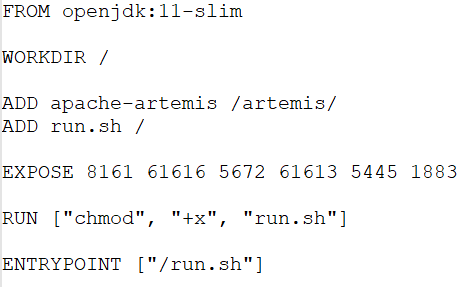 FROM openjdk:11-slim
WORKDIR /
ADD apache-artemis /artemis/
ADD run.sh /
EXPOSE 8161 61616 5672 61613 5445 1883
RUN ["chmod", "+x", "run.sh"]
ENTRYPOINT ["/run.sh"]